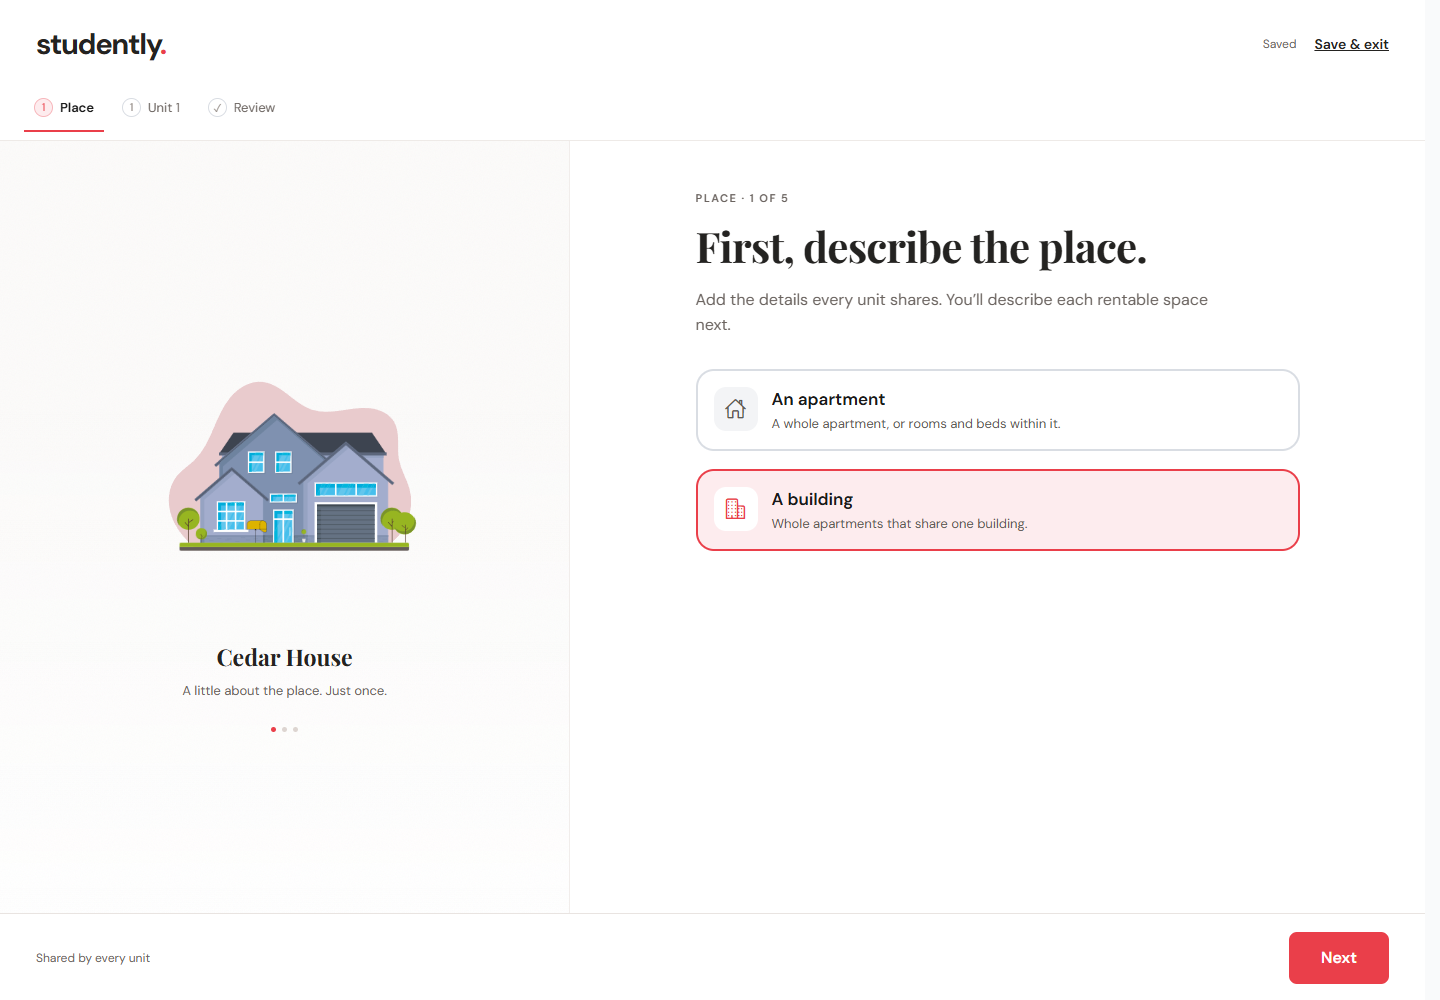 studently.
Saved Save & exit
1 Place 1 Unit 1 ✓ Review
PLACE · 1 OF 5
First, describe the place.
Add the details every unit shares. You’ll describe each rentable space
next.
An apartment
A whole apartment, or rooms and beds within it.
A building
Whole apartments that share one building.
Cedar House
A little about the place. Just once.
Shared by every unit
Next